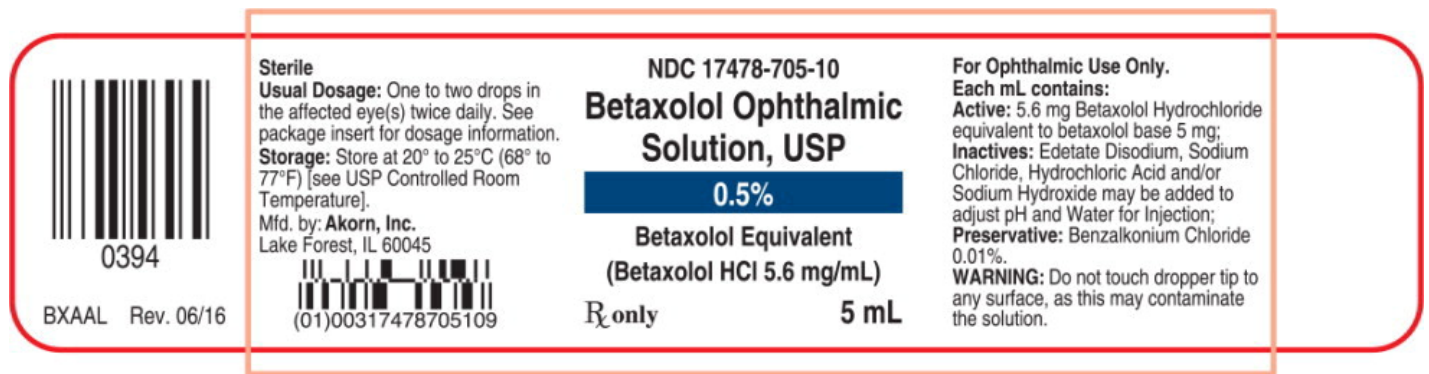 0394
BXAAL Rev. 06/16
Sterile
Usual Dosage: One to two drops in
the affected eye(s) twice daily. See
package insert for dosage information.
Storage: Store at 20° to 25°C (68° to
77°F) [see USP Controlled Room
Temperature].
Mfd. by: Akorn, Inc.
Lake Forest, IL 60045
(01)00317478705109
NDC 17478-705-10
Betaxolol Ophthalmic
Solution, USP
0.5%
Betaxolol Equivalent
(Betaxolol HCl 5.6 mg/mL)
℞ only 5 mL
For Ophthalmic Use Only.
Each mL contains:
Active: 5.6 mg Betaxolol Hydrochloride
equivalent to betaxolol base 5 mg;
Inactives: Edetate Disodium, Sodium
Chloride, Hydrochloric Acid and/or
Sodium Hydroxide may be added to
adjust pH and Water for Injection;
Preservative: Benzalkonium Chloride
0.01%.
WARNING: Do not touch dropper tip to
any surface, as this may contaminate
the solution.